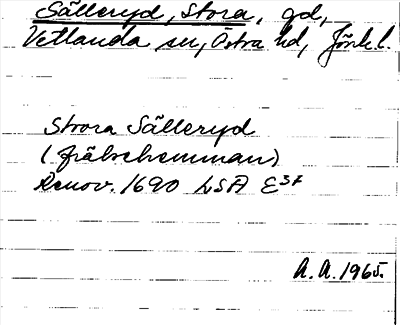 Sälleryd, Stora, gd,
Vetlanda sn, Östra hd, Jönk. l.
Stora Sälleryd
(frälsehemman)
Renov. 1690 LSA E37
A. A. 1965.